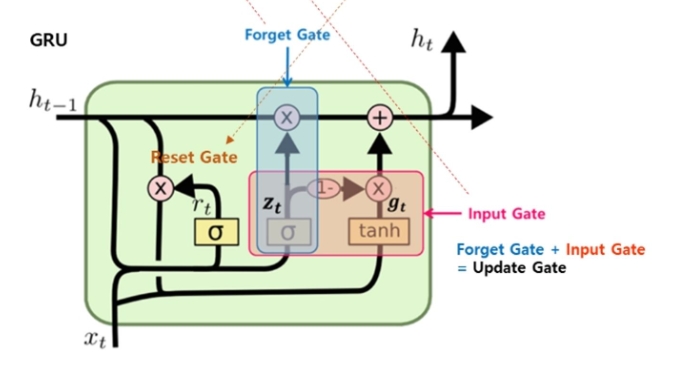 GRU
Forget Gate
h_t
h_{t-1}
x
+
Reset Gate
x
r_t
z_t
1-
x
g_t
σ
σ
tanh
Input Gate
Forget Gate + Input Gate
= Update Gate
x_t